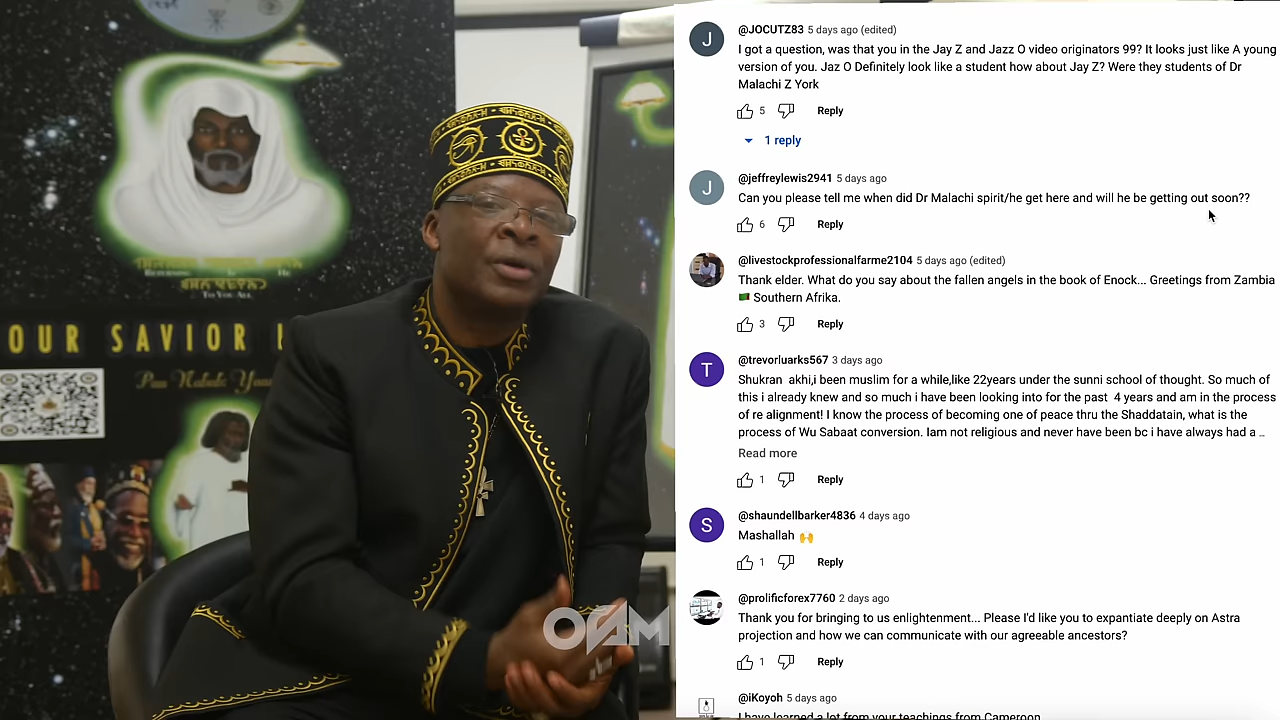 RETURNING IS HE
TO YOU ALL
OUR SAVIOR
OFAM
J
@JOCUTZ83 5 days ago (edited)
I got a question, was that you in the Jay Z and Jazz O video originators 99? It looks just like A young
version of you. Jaz O Definitely look like a student how about Jay Z? Were they students of Dr
Malachi Z York
5 Reply
1 reply
J
@jeffreylewis2941 5 days ago
Can you please tell me when did Dr Malachi spirit/he get here and will he be getting out soon??
6 Reply
@livestockprofessionalfarme2104 5 days ago (edited)
Thank elder. What do you say about the fallen angels in the book of Enock... Greetings from Zambia
Southern Afrika.
3 Reply
T
@trevorluarks567 3 days ago
Shukran akhi,i been muslim for a while,like 22years under the sunni school of thought. So much of
this i already knew and so much i have been looking into for the past 4 years and am in the process
of re alignment! I know the process of becoming one of peace thru the Shaddatain, what is the
process of Wu Sabaat conversion. Iam not religious and never have been bc i have always had a ...
Read more
1 Reply
S
@shaundellbarker4836 4 days ago
Mashallah 🙌
1 Reply
@prolificforex7760 2 days ago
Thank you for bringing to us enlightenment... Please I'd like you to expantiate deeply on Astra
projection and how we can communicate with our agreeable ancestors?
1 Reply
@iKoyoh 5 days ago
I have learned a lot from your teachings from Cameroon